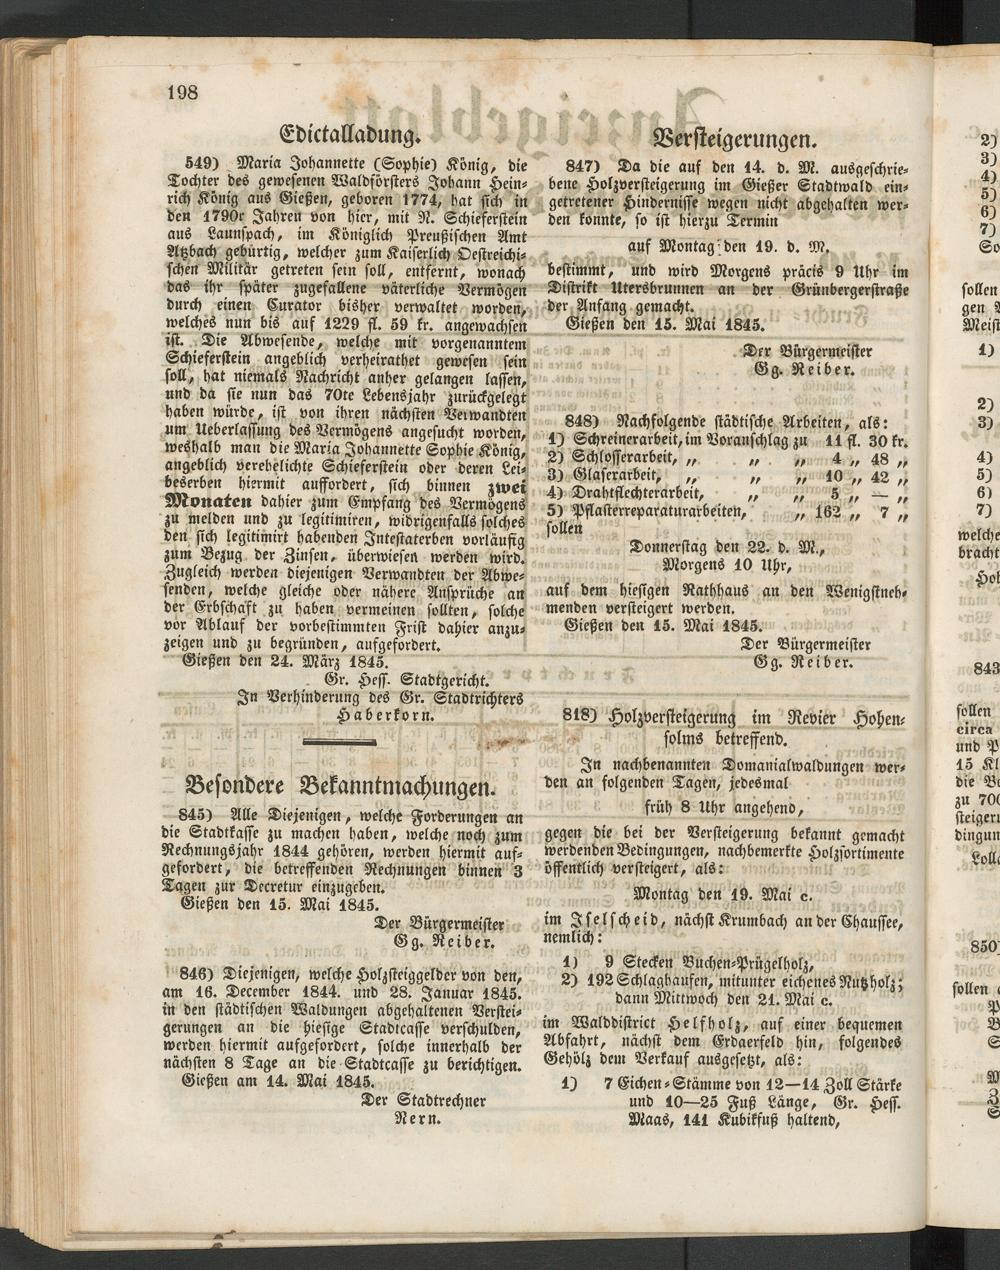 198
Edictalladung.
549) Maria Johannette (Sophie) König, die
Tochter des gewesenen Waldförsters Johann Hein-
rich König aus Gießen, geboren 1774, hat sich in
den 1790r Jahren von hier, mit N. Schieferstein
aus Launspach, im Königlich Preußischen Amt
Atzbach gebürtig, welcher zum Kaiserlich Oestreichi-
schen Militär getreten sein soll, entfernt, wonach
das ihr später zugefallene väterliche Vermögen
durch einen Curator bisher verwaltet worden,
welches nun bis auf 1229 fl. 59 kr. angewachsen
ist. Die Abwesende, welche mit vorgenanntem
Schieferstein angeblich verheirathet gewesen sein
soll, hat niemals Nachricht anher gelangen lassen,
und da sie nun das 70te Lebensjahr zurückgelegt
haben würde, ist von ihren nächsten Verwandten
um Ueberlassung des Vermögens angesucht worden,
weßhalb man die Maria Johannette Sophie König,
angeblich verehelichte Schieferstein oder deren Lei-
beserben hiermit auffordert, sich binnen zwei
Monaten dahier zum Empfang des Vermögens
zu melden und zu legitimiren, widrigenfalls solches
den sich legitimirt habenden Intestaterben vorläufig
zum Bezug der Zinsen, überwiesen werden wird.
Zugleich werden diejenigen Verwandten der Abwe-
senden, welche gleiche oder nähere Ansprüche an
der Erbschaft zu haben vermeinen sollten, solche
vor Ablauf der vorbestimmten Frist dahier anzu-
zeigen und zu begründen, aufgefordert.
Gießen den 24. März 1845.
Gr. Hess. Stadtgericht.
In Verhinderung des Gr. Stadtrichters
Haberkorn.
Besondere Bekanntmachungen.
845) Alle Diejenigen, welche Forderungen an
die Stadtkasse zu machen haben, welche noch zum
Rechnungsjahr 1844 gehören, werden hiermit auf-
gefordert, die betreffenden Rechnungen binnen 3
Tagen zur Decretur einzugeben.
Gießen den 15. Mai 1845.
Der Bürgermeister
Gg. Reiber.
846) Diejenigen, welche Holzsteiggelder von den,
am 16. December 1844. und 28. Januar 1845.
in den städtischen Waldungen abgehaltenen Verstei-
gerungen an die hiesige Stadtcasse verschulden,
werden hiermit aufgefordert, solche innerhalb der
nächsten 8 Tage an die Stadtcasse zu berichtigen.
Gießen am 14. Mai 1845.
Der Stadtrechner
Nern.
Versteigerungen.
847) Da die auf den 14. d. M. ausgeschrie-
bene Holzversteigerung im Gießer Stadtwald ein-
getretener Hindernisse wegen nicht abgehalten wer-
den konnte, so ist hierzu Termin
auf Montag den 19. d. M.
bestimmt, und wird Morgens präcis 9 Uhr im
Distrikt Utersbrunnen an der Grünbergerstraße
der Anfang gemacht.
Gießen den 15. Mai 1845.
Der Bürgermeister
Gg. Reiber.
848) Nachfolgende städtische Arbeiten, als:
1) Schreinerarbeit, im Voranschlag zu 11 fl. 30 kr.
2) Schlosserarbeit, „ „ „ 4 „ 48 „
3) Glaserarbeit, „ „ „ 10 „ 42 „
4) Drahtflechterarbeit, „ „ 5 „ — „
5) Pflasterreparaturarbeiten, „ 162 „ 7 „
sollen
Donnerstag den 22. d. M.,
Morgens 10 Uhr,
auf dem hiesigen Rathhaus an den Wenigstneh-
menden versteigert werden.
Gießen den 15. Mai 1845.
Der Bürgermeister
Gg. Reiber.
818) Holzversteigerung im Revier Hohen-
solms betreffend.
In nachbenannten Domanialwaldungen wer-
den an folgenden Tagen, jedesmal
früh 8 Uhr angehend,
gegen die bei der Versteigerung bekannt gemacht
werdenden Bedingungen, nachbemerkte Holzsortimente
öffentlich versteigert, als:
Montag den 19. Mai c.
im Iselscheid, nächst Krumbach an der Chaussee,
nemlich:
1) 9 Stecken Buchen-Prügelholz,
2) 192 Schlaghaufen, mitunter eichenes Nutzholz;
dann Mittwoch den 21. Mai c.
im Walddistrict Helfholz, auf einer bequemen
Abfahrt, nächst dem Erdaerfeld hin, folgendes
Gehölz dem Verkauf ausgesetzt, als:
1) 7 Eichen-Stämme von 12—14 Zoll Stärke
und 10—25 Fuß Länge, Gr. Hess.
Maas, 141 Kubikfuß haltend,